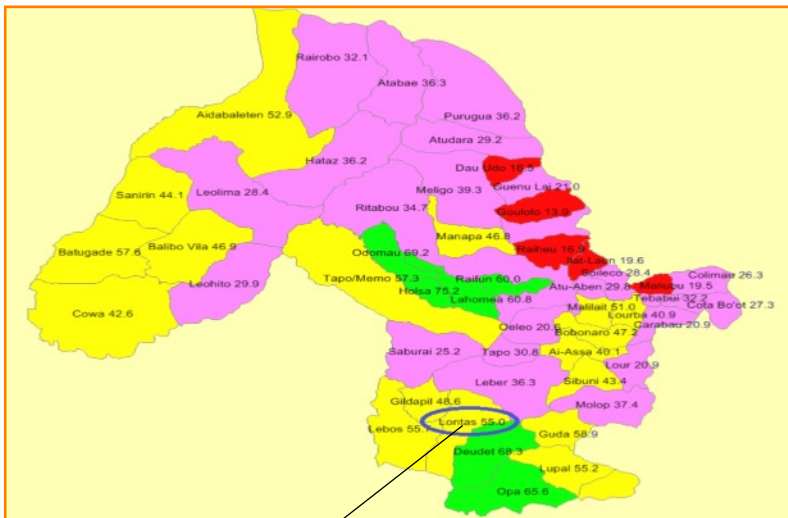 Rairobo 32.1
Atabae 36.3
Purugua 36.2
Aidabaleten 52.9
Atudara 29.2
Hataz 36.2
Dau Udo 16.5
Guenu Lai 21.0
Leolima 28.4
Meligo 39.3
Sanirin 44.1
Ritabou 34.7
Goulolo 13.9
Manapa 46.8
Balibo Vila 46.9
Odomau 69.2
Raiheu 16.9
Batugade 57.6
Ilat-Laun 19.6
Soileco 28.4
Colimau 26.3
Tapo/Memo 57.3
Raifun 60.0
Leohito 29.9
Holsa 75.2
Atu-Aben 29.8
Maliubu 19.5
Lahomea 60.8
Tebabui 32.2
Cota Bo'ot 27.3
Malilait 51.0
Cowa 42.6
Lourba 40.9
Oeleo 20.6
Carabau 20.9
Bobonaro 47.2
Saburai 25.2
Tapo 30.8
Ai-Assa 40.1
Lour 20.9
Leber 36.3
Sibuni 43.4
Gildapil 48.6
Molop 37.4
Lontas 55.0
Lebos 55.7
Guda 58.9
Deudet 68.3
Lupal 55.2
Opa 65.6